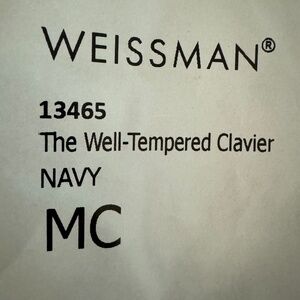 WEISSMAN®
13465
The Well-Tempered Clavier
NAVY
MC